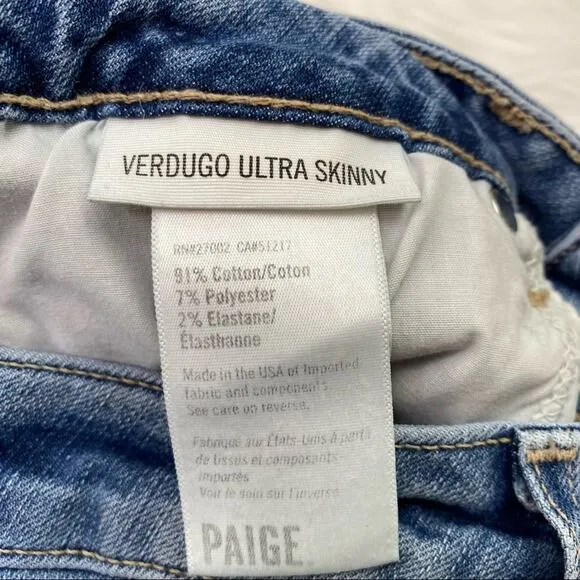 VERDUGO ULTRA SKINNY
RN#27002 CA#51217
91% Cotton/Coton
7% Polyester
2% Elastane/
Élasthanne
Made in the USA of Imported
fabric and components.
See care on reverse.
Fabriqué aux États-Unis à partir
de tissus et composants
importés
Voir le soin sur l'inverse
PAIGE